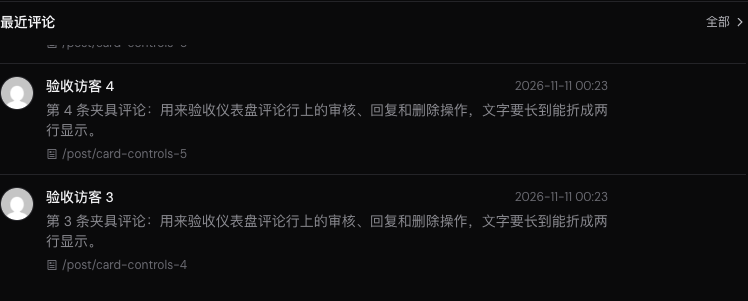 最近评论
全部
验收访客 4
2026-11-11 00:23
第 4 条夹具评论：用来验收仪表盘评论行上的审核、回复和删除操作，文字要长到能折成两
行显示。
/post/card-controls-5
验收访客 3
2026-11-11 00:23
第 3 条夹具评论：用来验收仪表盘评论行上的审核、回复和删除操作，文字要长到能折成两
行显示。
/post/card-controls-4